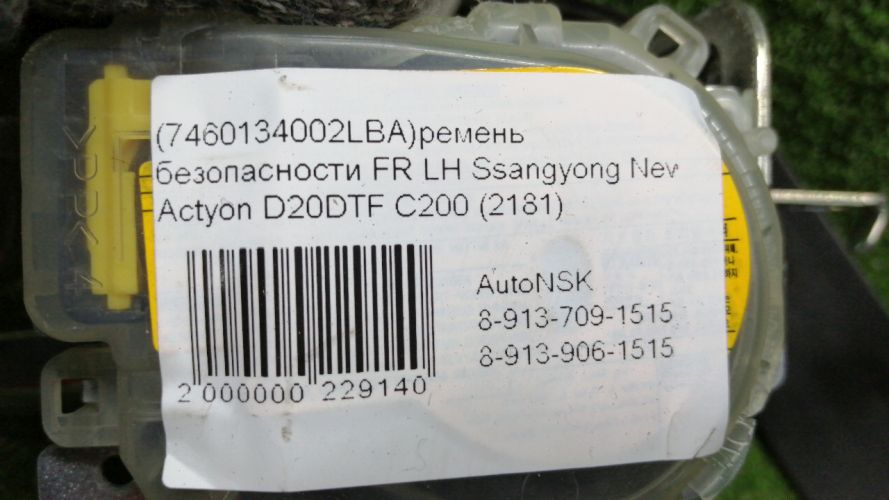 (7460134002LBA)ремень
безопасности FR LH Ssangyong Nev
Actyon D20DTF C200 (2181)
AutoNSK
8-913-709-1515
8-913-906-1515
2 000000 229140